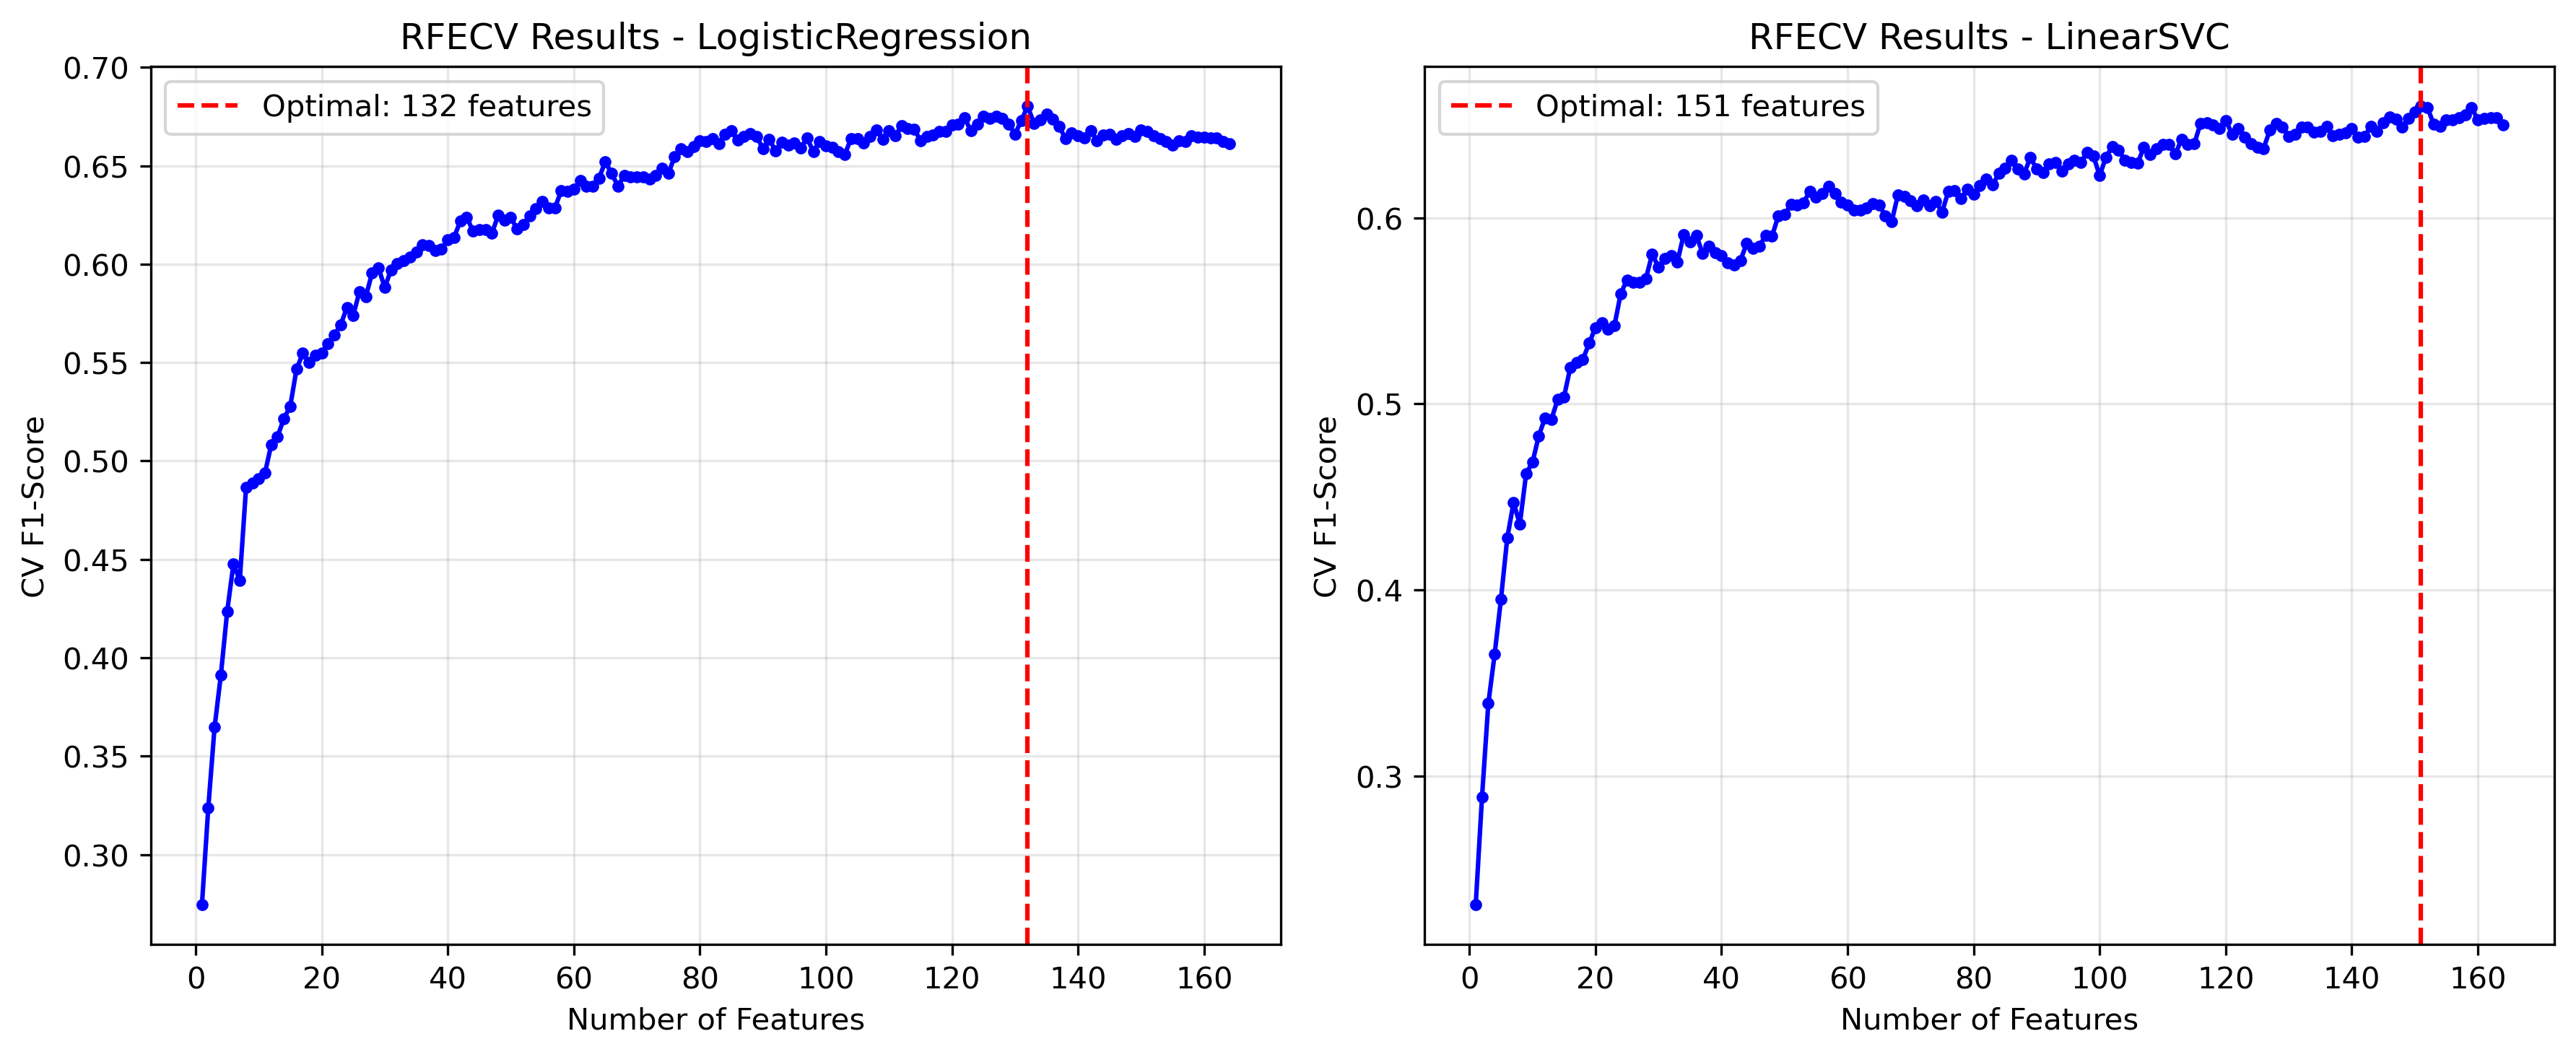 RFECV Results - LogisticRegression
Optimal: 132 features
CV F1-Score
0.70
0.65
0.60
0.55
0.50
0.45
0.40
0.35
0.30
0 20 40 60 80 100 120 140 160
Number of Features
RFECV Results - LinearSVC
Optimal: 151 features
CV F1-Score
0.6
0.5
0.4
0.3
0 20 40 60 80 100 120 140 160
Number of Features